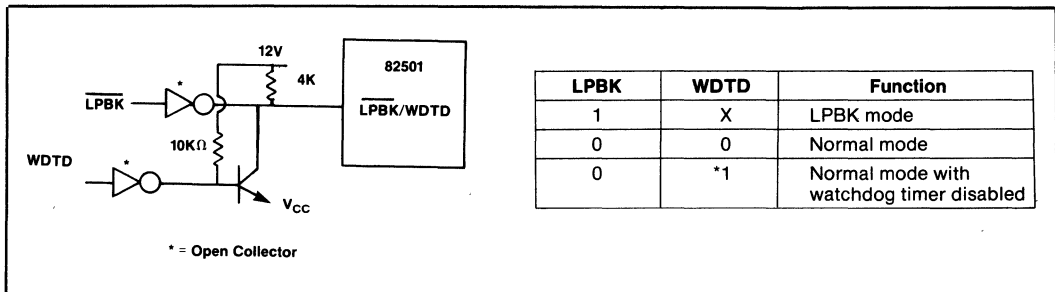 12V
4K
82501
LPBK
*
LPBK/WDTD
10KΩ
WDTD
*
VCC
* = Open Collector
LPBK WDTD Function
1 X LPBK mode
0 0 Normal mode
0 *1 Normal mode with
watchdog timer disabled